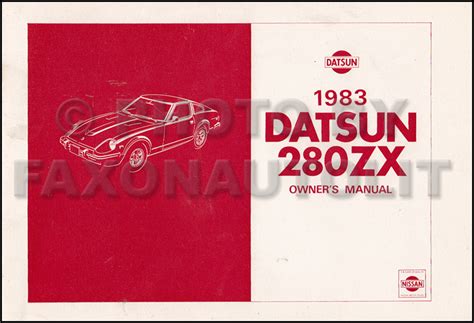 DATSUN
1983
DATSUN
280ZX
OWNER'S MANUAL
NISSAN
PHOTO BY
FAXONAUTOLIT